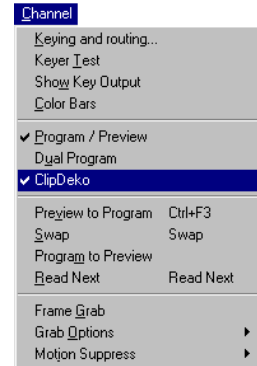 Channel
Keying and routing...
Keyer Test
Show Key Output
Color Bars
Program / Preview
Dual Program
ClipDeko
Preview to Program Ctrl+F3
Swap Swap
Program to Preview
Read Next Read Next
Frame Grab
Grab Options
Motion Suppress